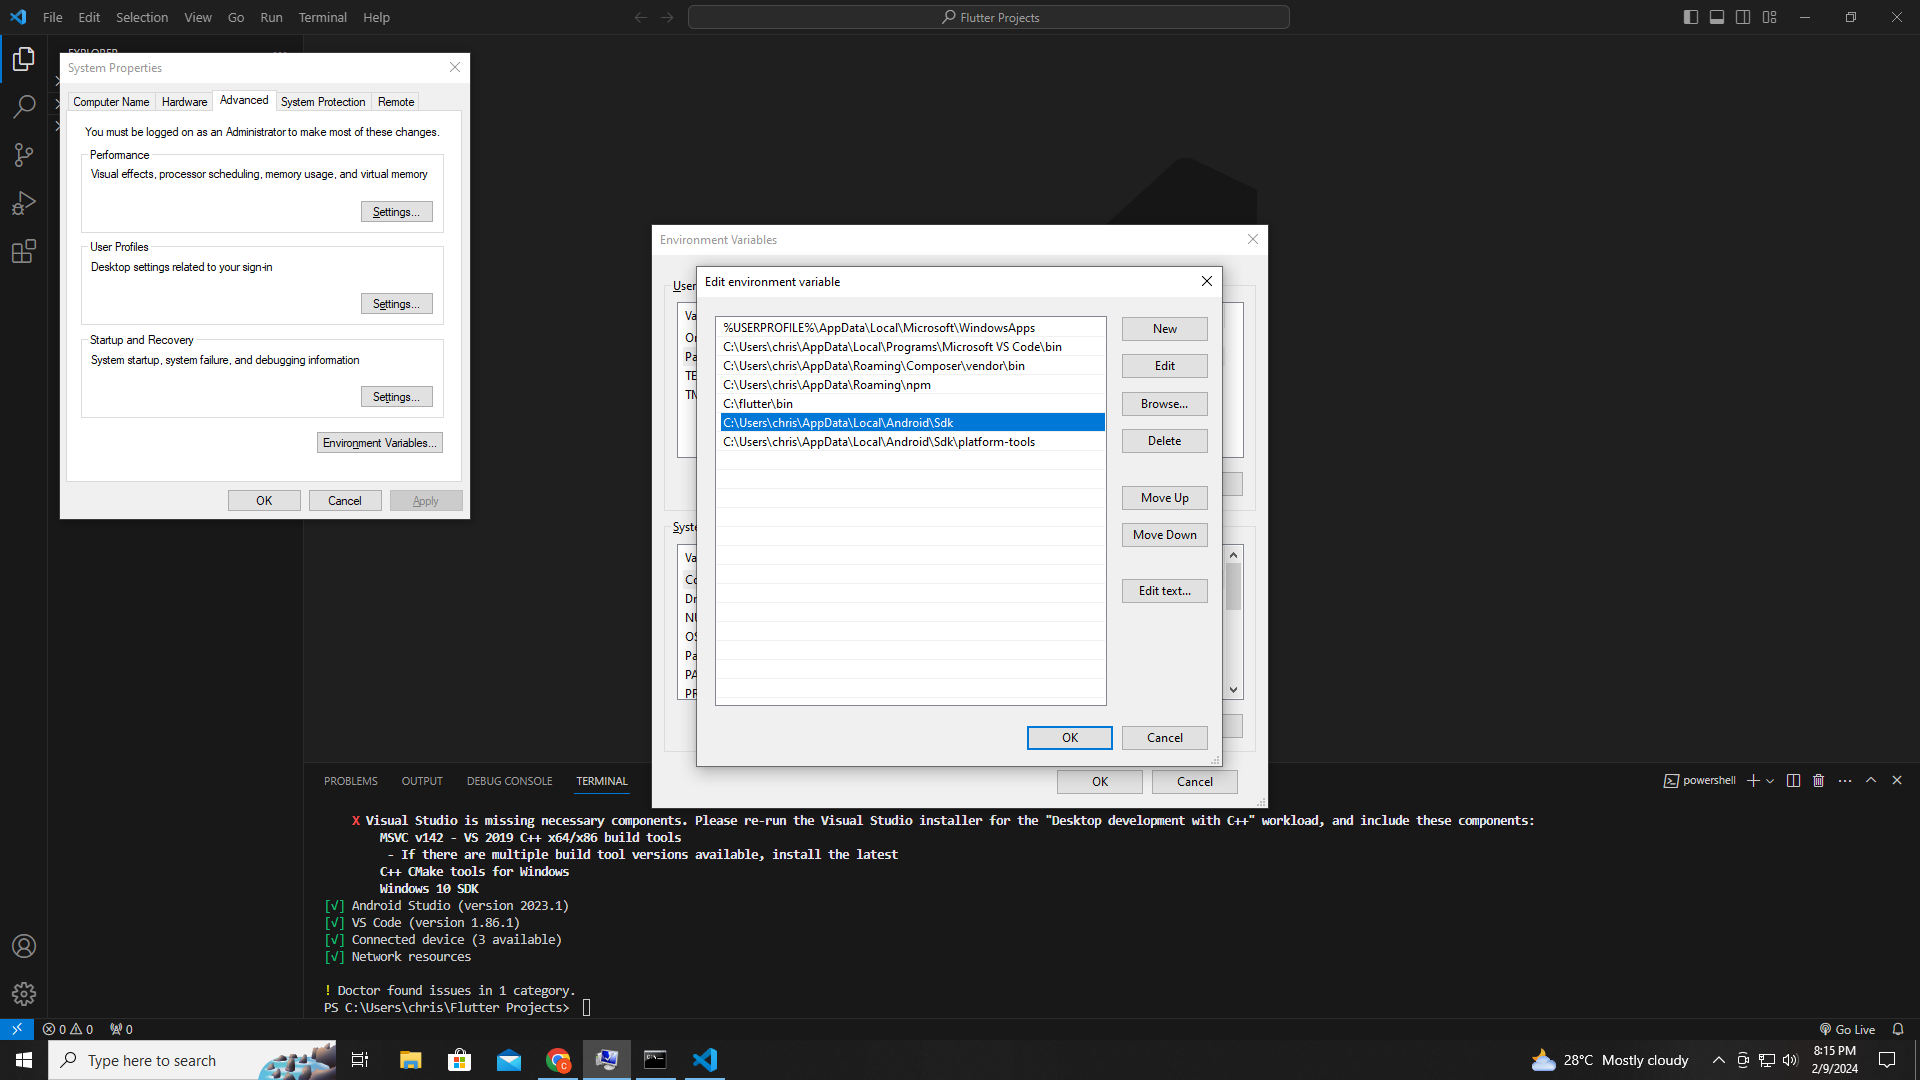 File Edit Selection View Go Run Terminal Help
Flutter Projects
EXPLORER
System Properties
Computer Name Hardware Advanced System Protection Remote
You must be logged on as an Administrator to make most of these changes.
Performance
Visual effects, processor scheduling, memory usage, and virtual memory
Settings...
User Profiles
Desktop settings related to your sign-in
Settings...
Startup and Recovery
System startup, system failure, and debugging information
Settings...
Environment Variables...
OK Cancel Apply
Environment Variables
User
Va
On
Pa
TE
Syste
Va
Co
Dr
OS
Pa
PA
PR
OK Cancel
Edit environment variable
%USERPROFILE%\AppData\Local\Microsoft\WindowsApps
C:\Users\chris\AppData\Local\Programs\Microsoft VS Code\bin
C:\Users\chris\AppData\Roaming\Composer\vendor\bin
C:\Users\chris\AppData\Roaming\npm
C:\flutter\bin
C:\Users\chris\AppData\Local\Android\Sdk
C:\Users\chris\AppData\Local\Android\Sdk\platform-tools
New
Edit
Browse...
Delete
Move Up
Move Down
Edit text...
OK Cancel
PROBLEMS OUTPUT DEBUG CONSOLE TERMINAL
powershell
X Visual Studio is missing necessary components. Please re-run the Visual Studio installer for the "Desktop development with C++" workload, and include these components:
MSVC v142 - VS 2019 C++ x64/x86 build tools
- If there are multiple build tool versions available, install the latest
C++ CMake tools for Windows
Windows 10 SDK
[√] Android Studio (version 2023.1)
[√] VS Code (version 1.86.1)
[√] Connected device (3 available)
[√] Network resources
! Doctor found issues in 1 category.
PS C:\Users\chris\Flutter Projects>
0 0 0
Go Live
Type here to search
28°C Mostly cloudy
8:15 PM
2/9/2024